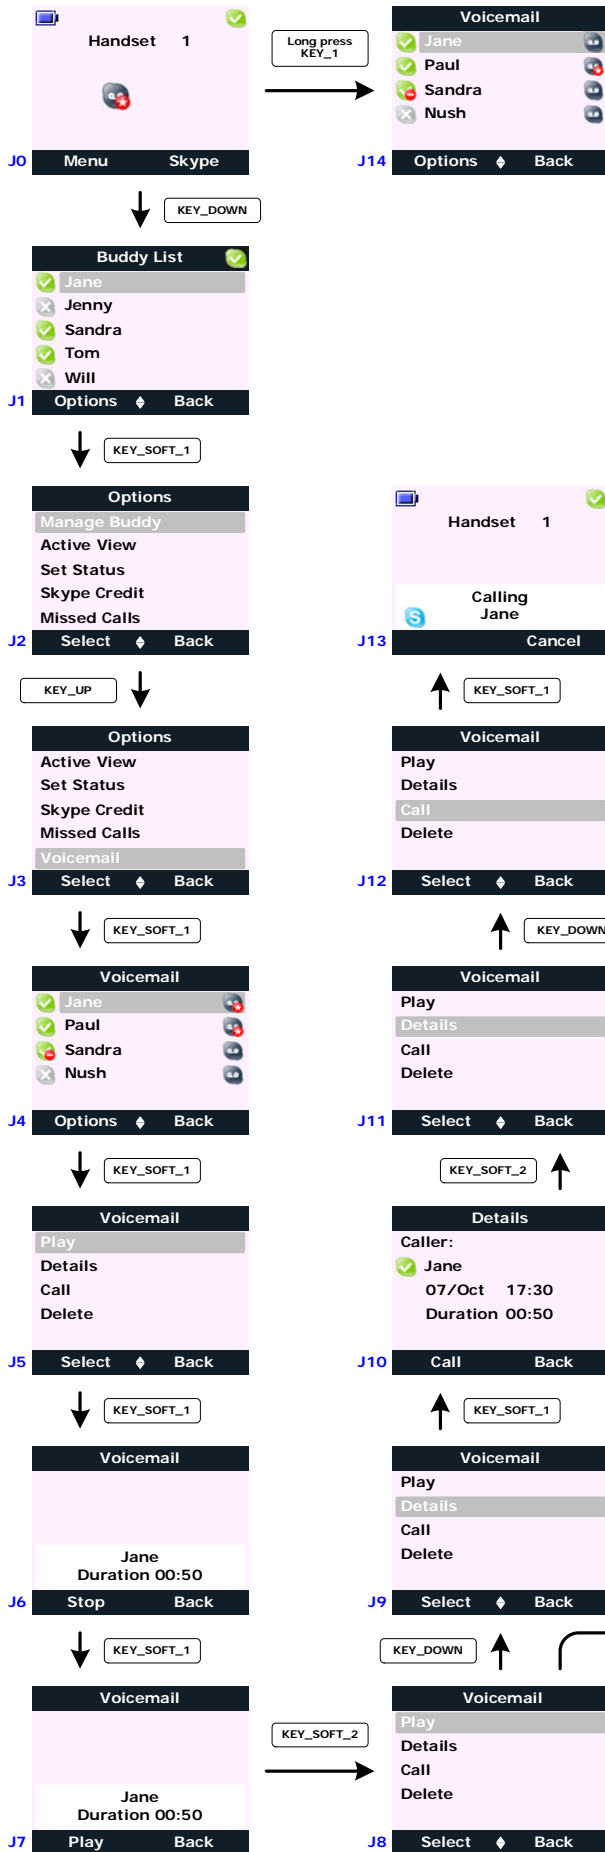 Handset 1
J0 Menu Skype
Long press
KEY_1
Voicemail
Jane
Paul
Sandra
Nush
J14 Options Back
KEY_DOWN
Buddy List
Jane
Jenny
Sandra
Tom
Will
J1 Options Back
KEY_SOFT_1
Options
Manage Buddy
Active View
Set Status
Skype Credit
Missed Calls
J2 Select Back
KEY_UP
Options
Active View
Set Status
Skype Credit
Missed Calls
Voicemail
J3 Select Back
KEY_SOFT_1
Voicemail
Jane
Paul
Sandra
Nush
J4 Options Back
KEY_SOFT_1
Voicemail
Play
Details
Call
Delete
J5 Select Back
KEY_SOFT_1
Voicemail
Jane
Duration 00:50
J6 Stop Back
KEY_SOFT_1
Voicemail
Jane
Duration 00:50
J7 Play Back
KEY_SOFT_2
Voicemail
Play
Details
Call
Delete
J8 Select Back
KEY_DOWN
Voicemail
Play
Details
Call
Delete
J9 Select Back
KEY_SOFT_1
Details
Caller:
Jane
07/Oct 17:30
Duration 00:50
J10 Call Back
KEY_SOFT_2
Voicemail
Play
Details
Call
Delete
J11 Select Back
KEY_DOWN
Voicemail
Play
Details
Call
Delete
J12 Select Back
KEY_SOFT_1
Handset 1
Calling
Jane
J13 Cancel